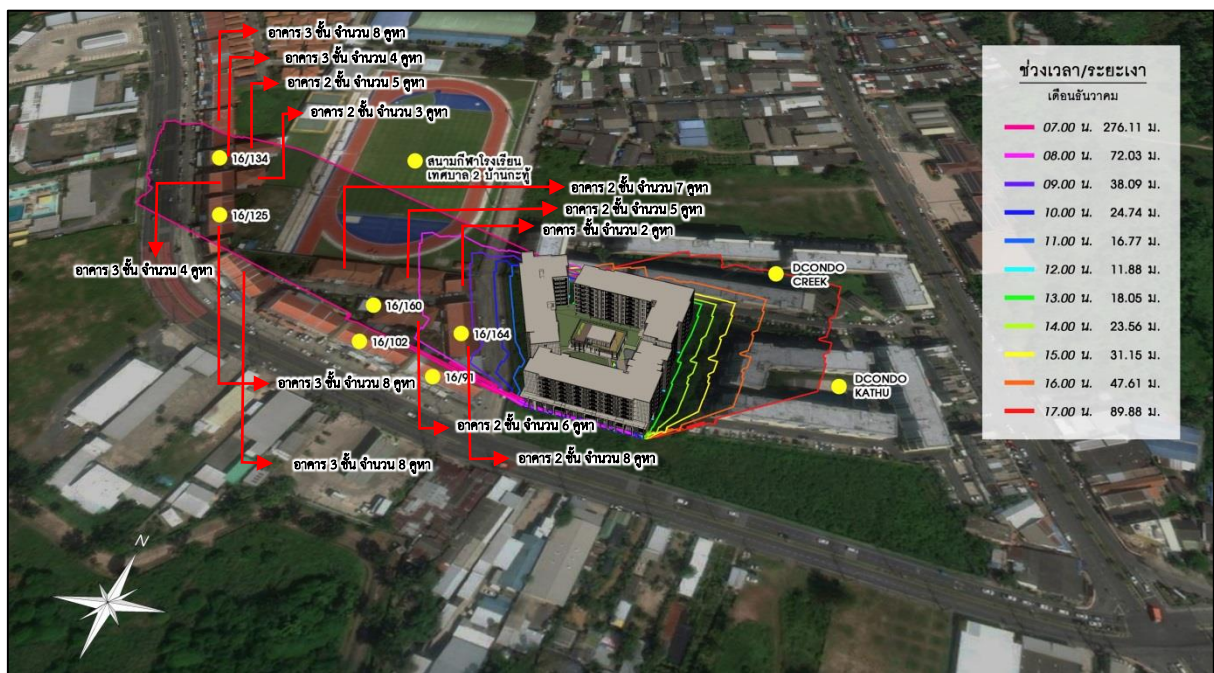 อาคาร 3 ชั้น จำนวน 8 คูหา
อาคาร 3 ชั้น จำนวน 4 คูหา
อาคาร 2 ชั้น จำนวน 5 คูหา
อาคาร 2 ชั้น จำนวน 3 คูหา
16/134
สนามกีฬาโรงเรียน
เทศบาล 2 บ้านกะทู้
อาคาร 2 ชั้น จำนวน 7 คูหา
16/125
อาคาร 2 ชั้น จำนวน 5 คูหา
อาคาร ชั้น จำนวน 2 คูหา
อาคาร 3 ชั้น จำนวน 4 คูหา
DCONDO
CREEK
16/160
16/164
16/102
16/91
DCONDO
KATHU
อาคาร 3 ชั้น จำนวน 8 คูหา
อาคาร 2 ชั้น จำนวน 6 คูหา
อาคาร 3 ชั้น จำนวน 8 คูหา
อาคาร 2 ชั้น จำนวน 8 คูหา
N
ช่วงเวลา/ระยะเงา
เดือนธันวาคม
07.00 น. 276.11 ม.
08.00 น. 72.03 ม.
09.00 น. 38.09 ม.
10.00 น. 24.74 ม.
11.00 น. 16.77 ม.
12.00 น. 11.88 ม.
13.00 น. 18.05 ม.
14.00 น. 23.56 ม.
15.00 น. 31.15 ม.
16.00 น. 47.61 ม.
17.00 น. 89.88 ม.